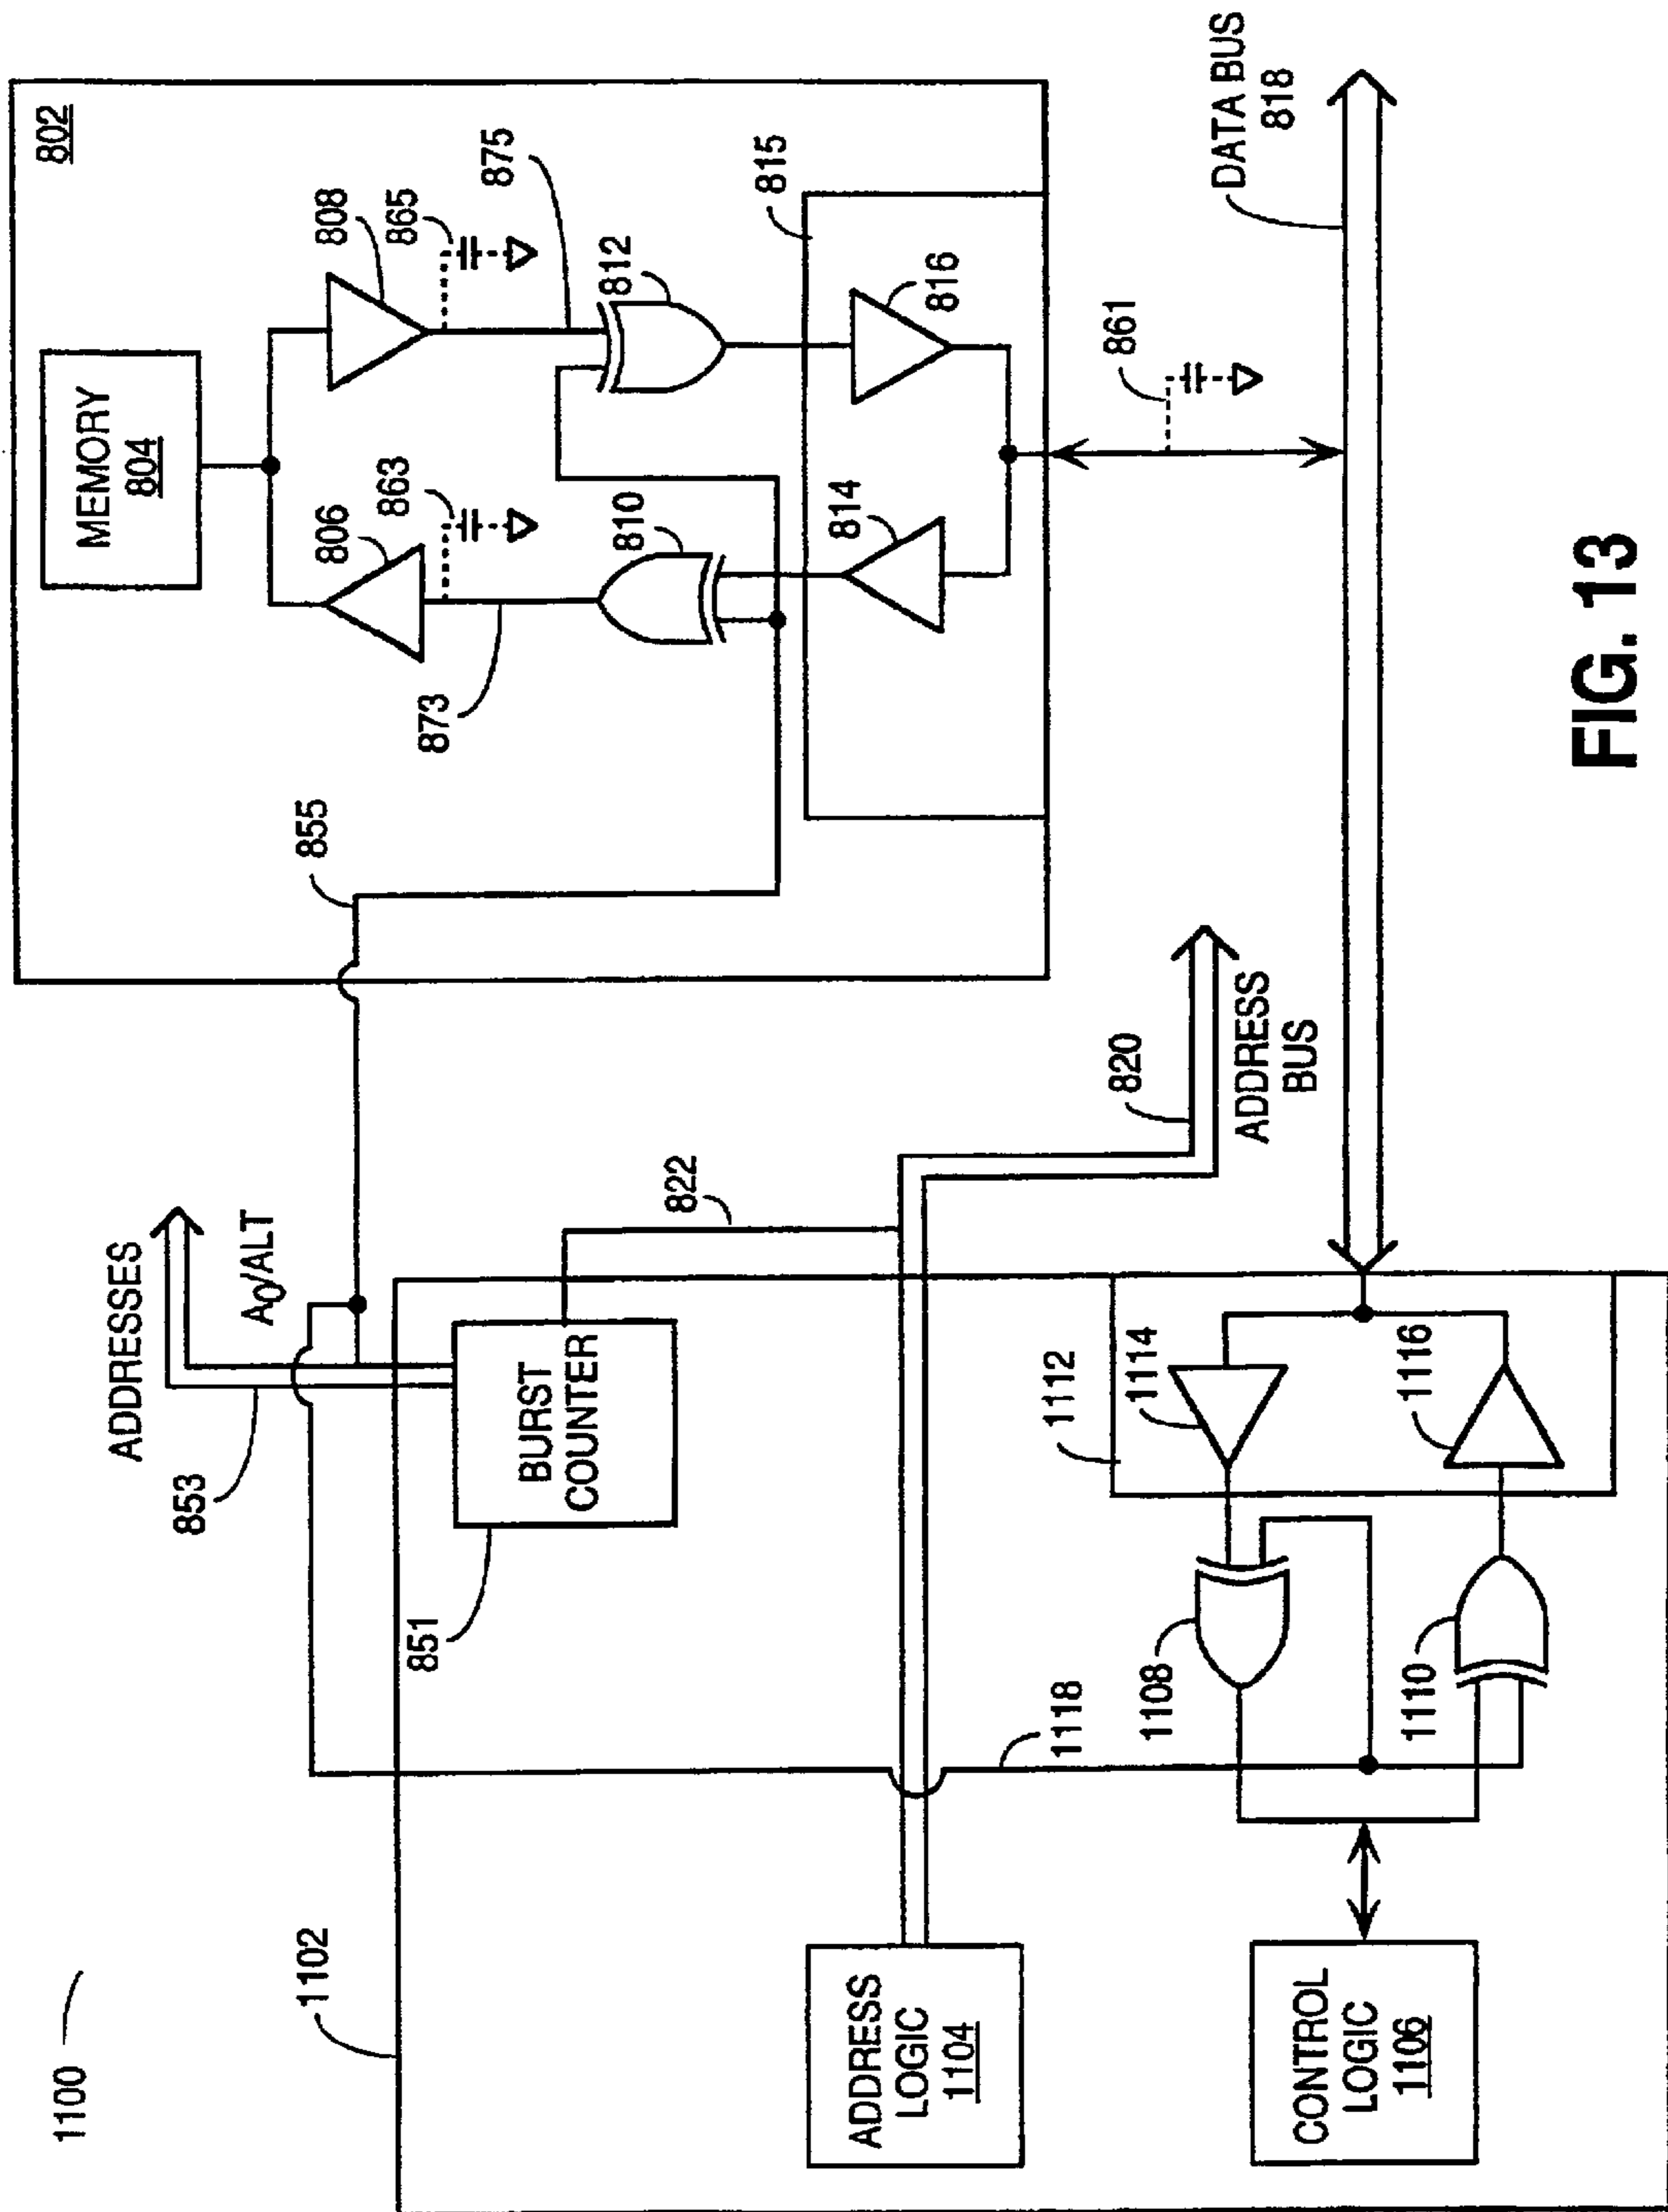 1100
1102
ADDRESS
LOGIC
1104
CONTROL
LOGIC
1106
853
ADDRESSES
A0/ALT
851
BURST
COUNTER
822
1118
1108
1110
1112
1114
1116
820
ADDRESS
BUS
855
802
MEMORY
804
806
808
863
865
873
875
810
812
815
814
816
861
DATA BUS
818
FIG. 13